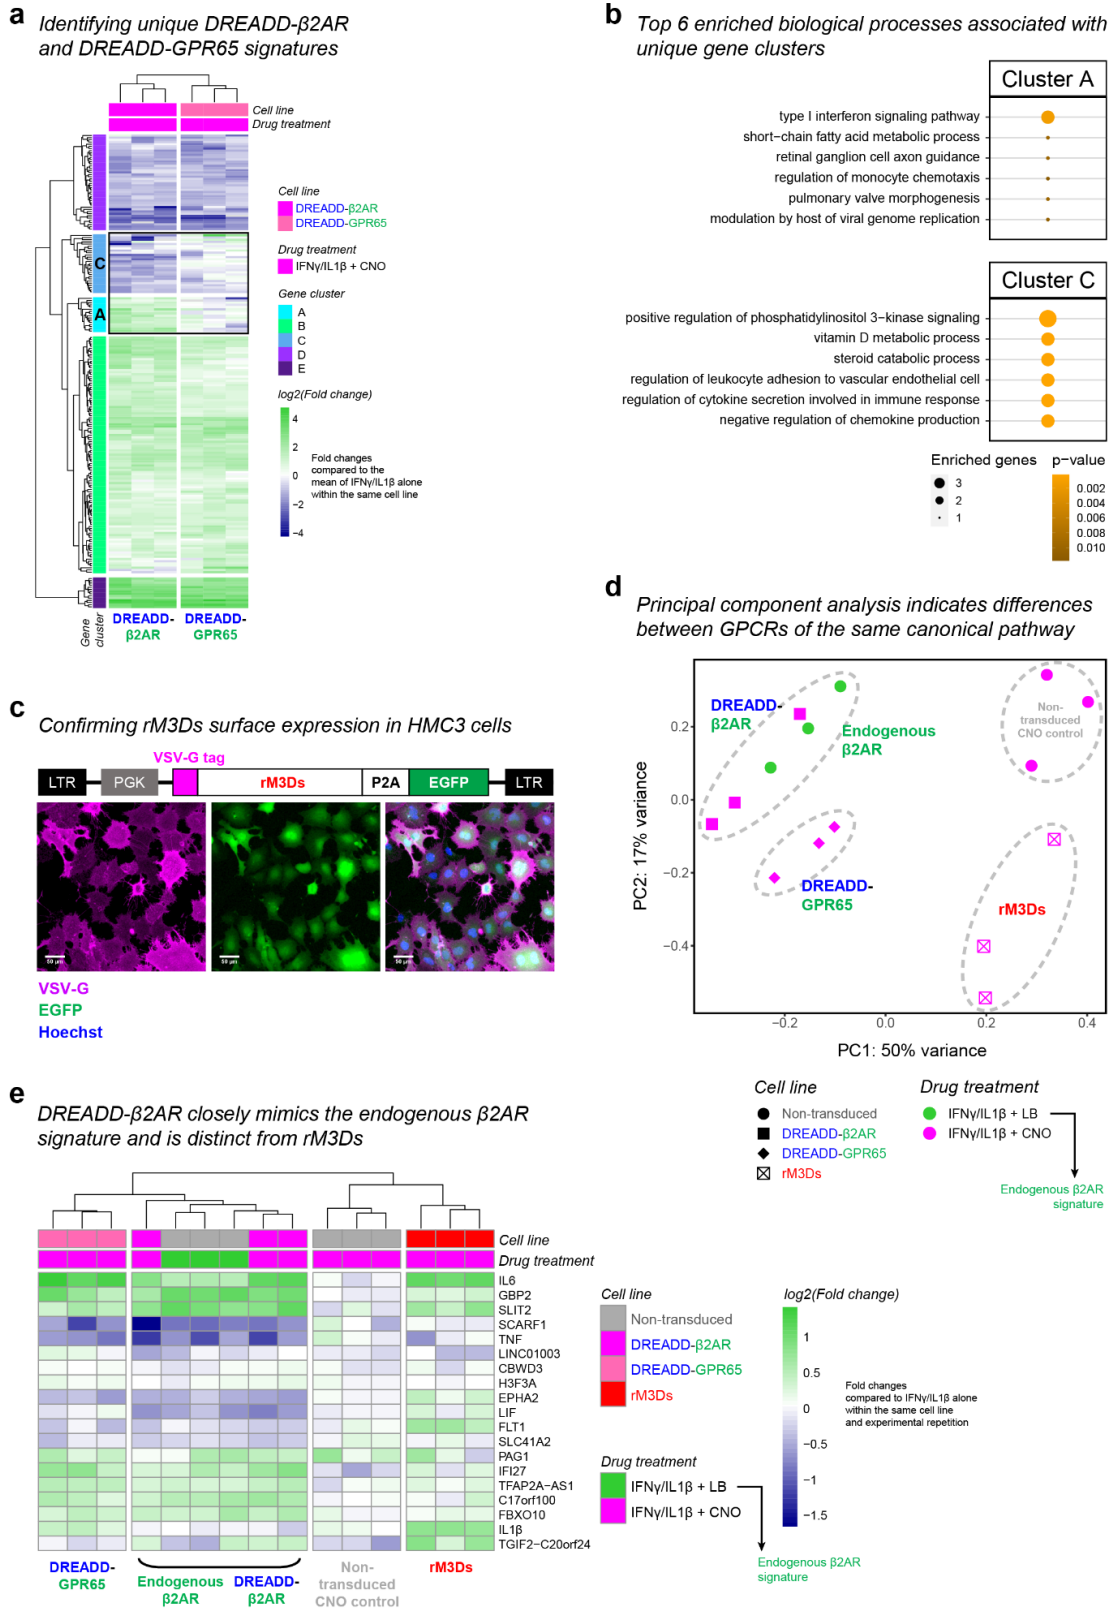 a
Identifying unique DREADD-β2AR
and DREADD-GPR65 signatures
Cell line
Drug treatment
Cell line
DREADD-β2AR
DREADD-GPR65
Drug treatment
IFNγ/IL1β + CNO
Gene cluster
A
B
C
D
E
C
A
log2(Fold change)
4
2
0
−2
−4
Fold changes
compared to the
mean of IFNγ/IL1β alone
within the same cell line
Gene
cluster
DREADD-
β2AR
DREADD-
GPR65
b
Top 6 enriched biological processes associated with
unique gene clusters
Cluster A
type I interferon signaling pathway
short−chain fatty acid metabolic process
retinal ganglion cell axon guidance
regulation of monocyte chemotaxis
pulmonary valve morphogenesis
modulation by host of viral genome replication
Cluster C
positive regulation of phosphatidylinositol 3−kinase signaling
vitamin D metabolic process
steroid catabolic process
regulation of leukocyte adhesion to vascular endothelial cell
regulation of cytokine secretion involved in immune response
negative regulation of chemokine production
Enriched genes
3
2
1
p−value
0.002
0.004
0.006
0.008
0.010
c
Confirming rM3Ds surface expression in HMC3 cells
VSV-G tag
LTR
PGK
rM3Ds
P2A
EGFP
LTR
50 μm
50 μm
50 μm
VSV-G
EGFP
Hoechst
d
Principal component analysis indicates differences
between GPCRs of the same canonical pathway
DREADD-
β2AR
Endogenous
β2AR
Non-
transduced
CNO control
DREADD-
GPR65
rM3Ds
PC2: 17% variance
0.2
0.0
−0.2
−0.4
−0.2
0.0
0.2
0.4
PC1: 50% variance
Cell line
Non-transduced
DREADD-β2AR
DREADD-GPR65
rM3Ds
Drug treatment
IFNγ/IL1β + LB
IFNγ/IL1β + CNO
Endogenous β2AR
signature
e
DREADD-β2AR closely mimics the endogenous β2AR
signature and is distinct from rM3Ds
Cell line
Drug treatment
IL6
GBP2
SLIT2
SCARF1
TNF
LINC01003
CBWD3
H3F3A
EPHA2
LIF
FLT1
SLC41A2
PAG1
IFI27
TFAP2A−AS1
C17orf100
FBXO10
IL1β
TGIF2−C20orf24
DREADD-
GPR65
Endogenous
β2AR
DREADD-
β2AR
Non-
transduced
CNO control
rM3Ds
Cell line
Non-transduced
DREADD-β2AR
DREADD-GPR65
rM3Ds
Drug treatment
IFNγ/IL1β + LB
IFNγ/IL1β + CNO
Endogenous β2AR
signature
log2(Fold change)
1
0.5
0
−0.5
−1
−1.5
Fold changes
compared to IFNγ/IL1β alone
within the same cell line
and experimental repetition